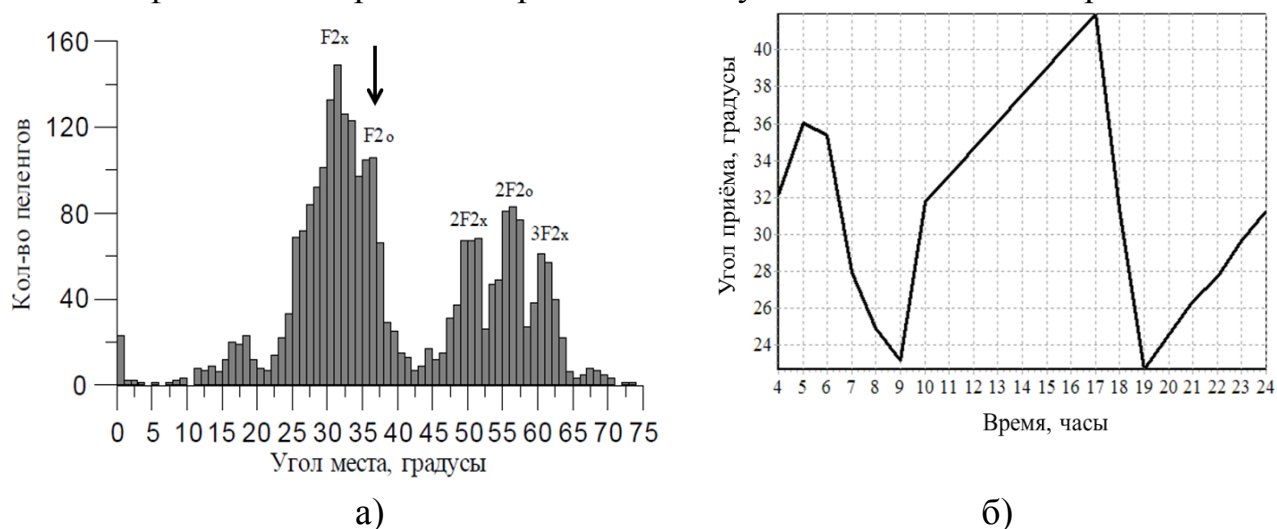 160
120
80
40
0
Кол-во пеленгов
F2x
F2o
2F2x
2F2o
3F2x
0 5 10 15 20 25 30 35 40 45 50 55 60 65 70 75
Угол места, градусы
а)
40
38
36
34
32
30
28
26
24
Угол приёма, градусы
4 5 6 7 8 9 10 11 12 13 14 15 16 17 18 19 20 21 22 23 24
Время, часы
б)